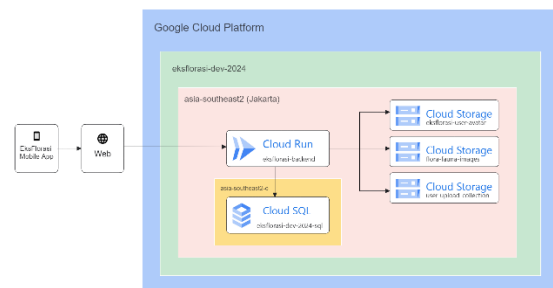 Google Cloud Platform
eksflorasi-dev-2024
asia-southeast2 (Jakarta)
EksFlorasi
Mobile App
Web
Cloud Run
eksflorasi-backend
asia-southeast2-c
Cloud SQL
eksflorasi-dev-2024-sql
Cloud Storage
eksflorasi-user-avatar
Cloud Storage
flora-fauna-images
Cloud Storage
user-upload-collection